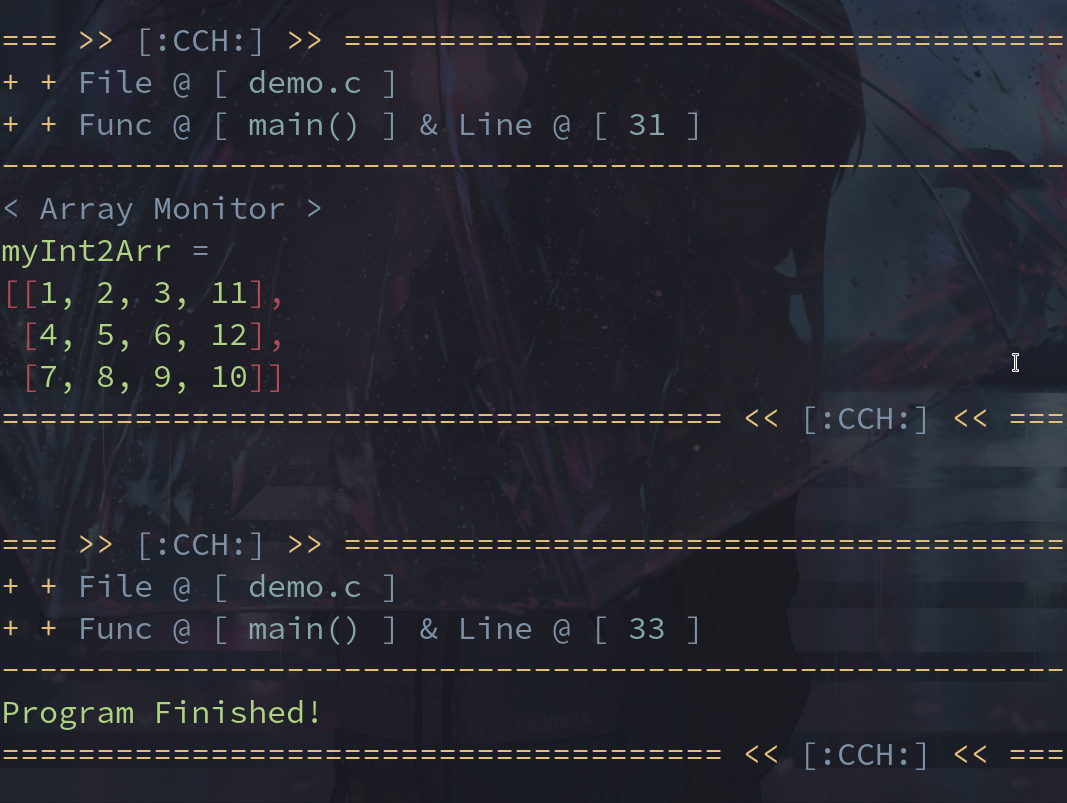 === >> [:CCH:] >> ======================================
+ + File @ [ demo.c ]
+ + Func @ [ main() ] & Line @ [ 31 ]
--------------------------------------------------------
< Array Monitor >
myInt2Arr =
[[1, 2, 3, 11],
 [4, 5, 6, 12],
 [7, 8, 9, 10]]
====================================== << [:CCH:] << ===
=== >> [:CCH:] >> ======================================
+ + File @ [ demo.c ]
+ + Func @ [ main() ] & Line @ [ 33 ]
--------------------------------------------------------
Program Finished!
====================================== << [:CCH:] << ===